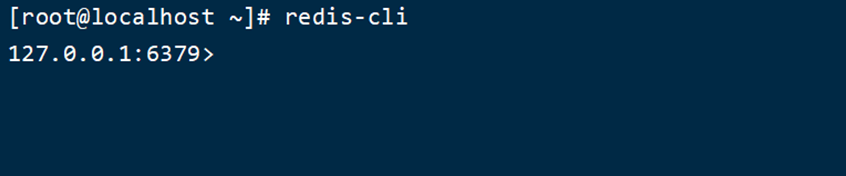 [root@localhost ~]# redis-cli
127.0.0.1:6379>